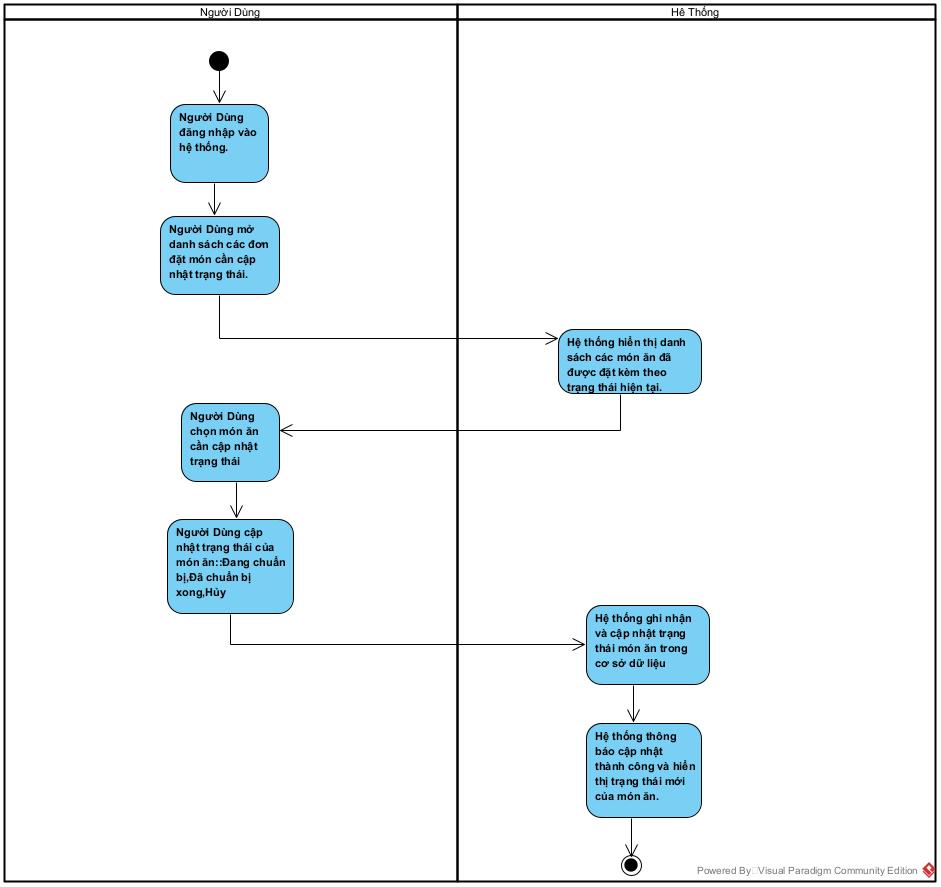 Người Dùng
Hê Thống
Người Dùng
đăng nhập vào
hệ thống.
Người Dùng mở
danh sách các đơn
đặt món cần cập
nhật trạng thái.
Hệ thống hiển thị danh
sách các món ăn đã
được đặt kèm theo
trạng thái hiện tại.
Người Dùng
chọn món ăn
cần cập nhật
trạng thái
Người Dùng cập
nhật trạng thái của
món ăn::Đang chuẩn
bị,Đã chuẩn bị
xong,Hủy
Hệ thống ghi nhận
và cập nhật trạng
thái món ăn trong
cơ sở dữ liệu
Hệ thống thông
báo cập nhật
thành công và hiển
thị trạng thái mới
của món ăn.
Powered By Visual Paradigm Community Edition